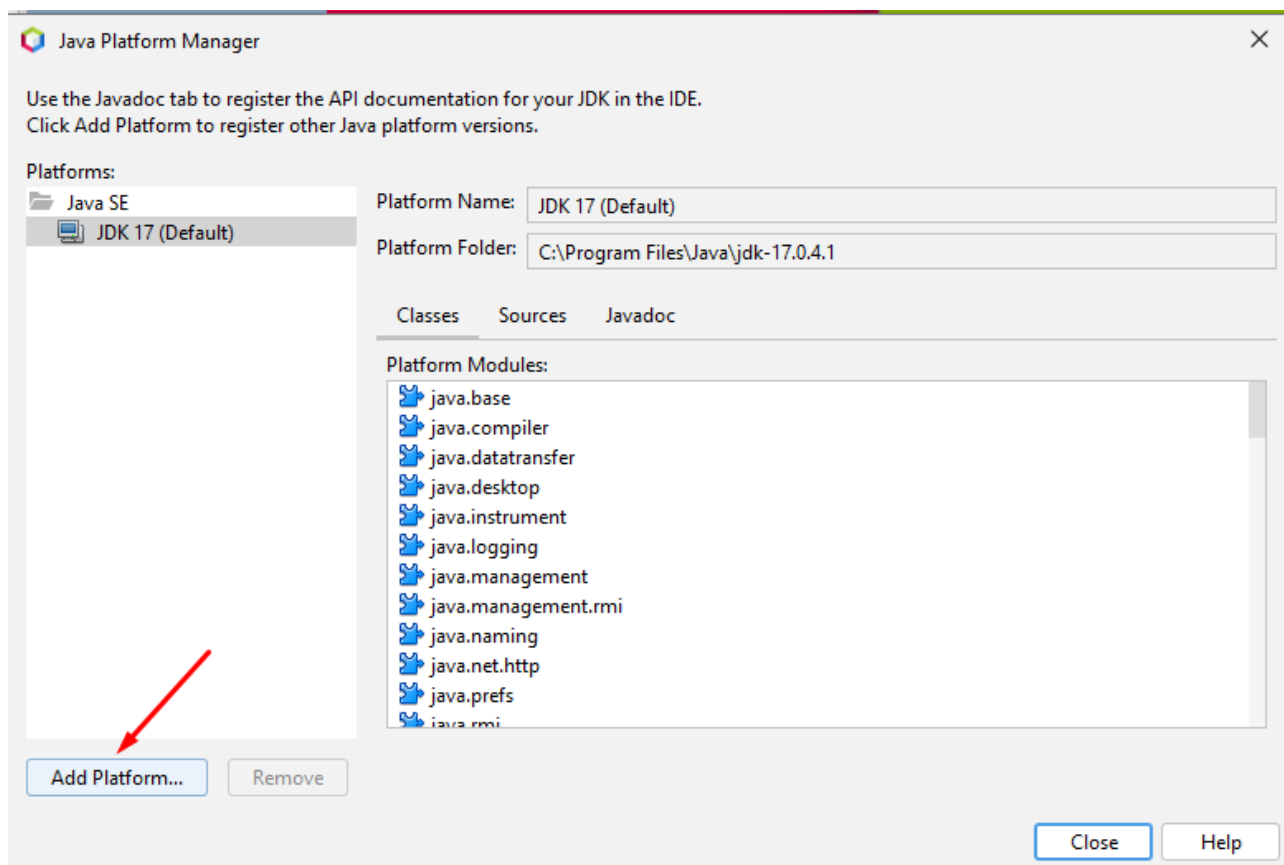 Java Platform Manager
Use the Javadoc tab to register the API documentation for your JDK in the IDE.
Click Add Platform to register other Java platform versions.
Platforms:
Java SE
JDK 17 (Default)
Platform Name: JDK 17 (Default)
Platform Folder: C:\Program Files\Java\jdk-17.0.4.1
Classes Sources Javadoc
Platform Modules:
java.base
java.compiler
java.datatransfer
java.desktop
java.instrument
java.logging
java.management
java.management.rmi
java.naming
java.net.http
java.prefs
java.rmi
Add Platform... Remove
Close Help